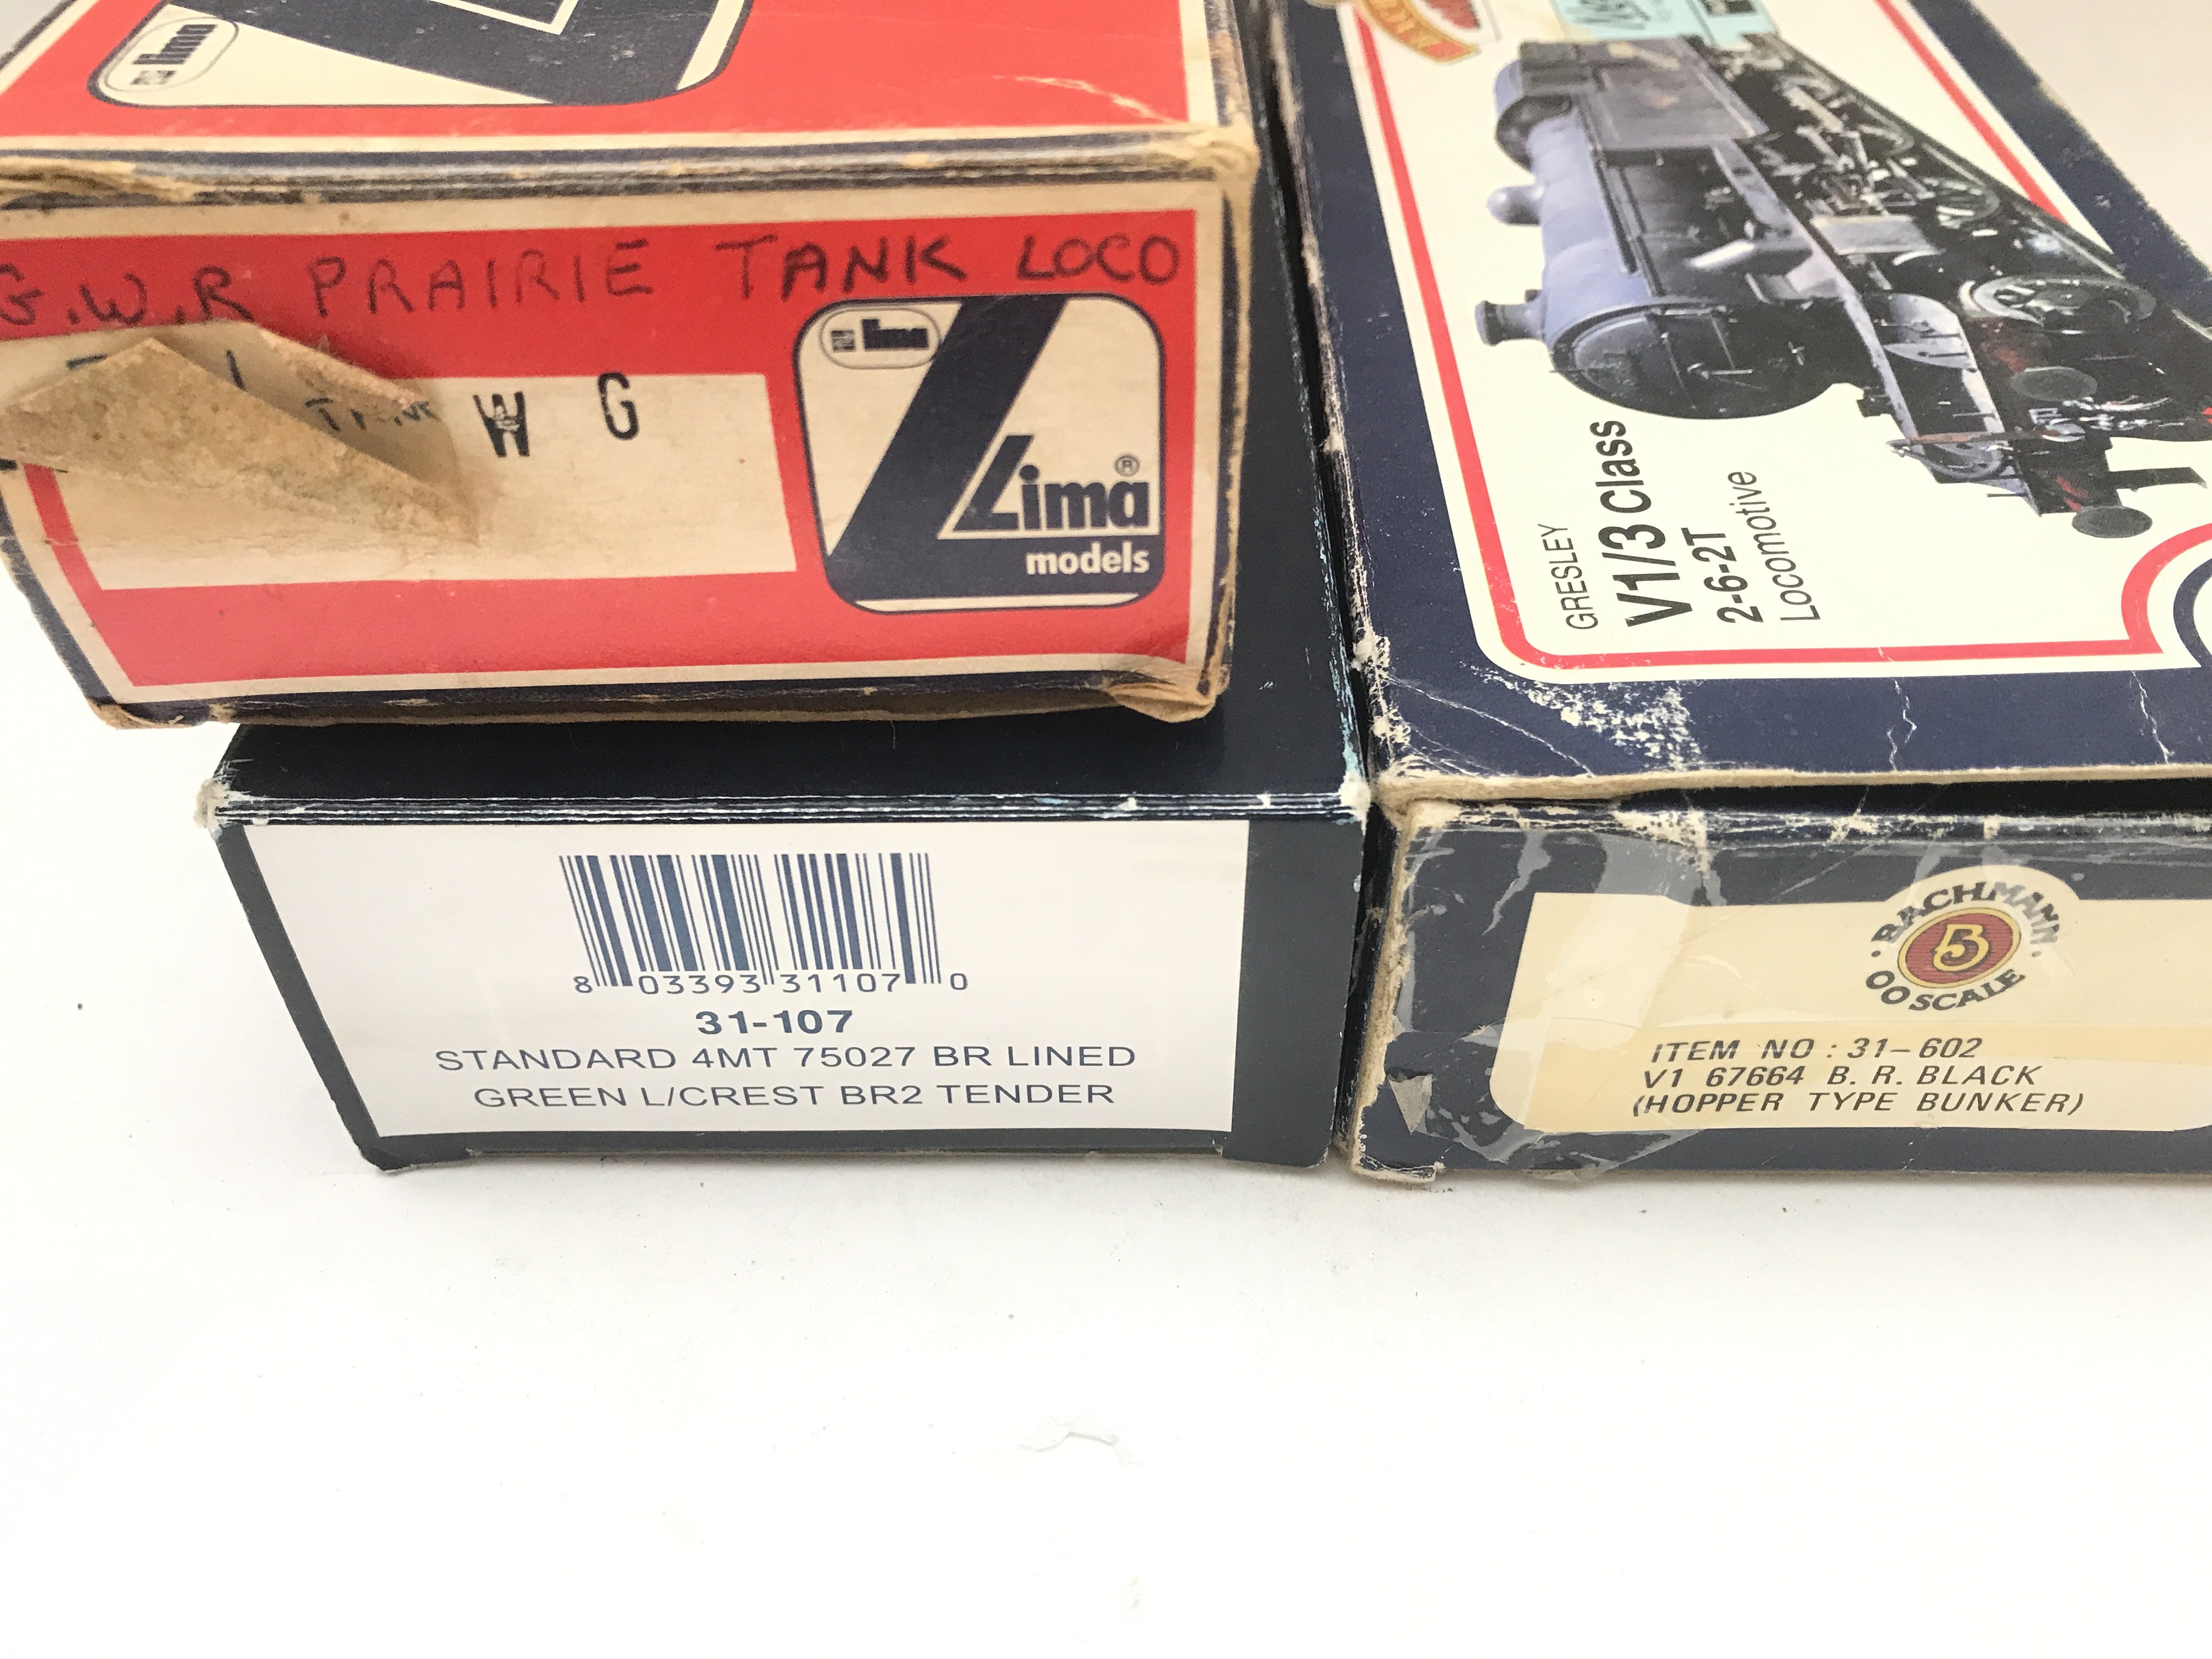 G.W.R PRAIRIE TANK LOCO
W G
Lima®
models
GRESLEY
V1/3 Class
2-6-2T
Locomotive
8 03393 31107 0
31-107
STANDARD 4MT 75027 BR LINED
GREEN L/CREST BR2 TENDER
BACHMANN
OO SCALE
ITEM NO : 31-602
V1 67664 B. R. BLACK
(HOPPER TYPE BUNKER)